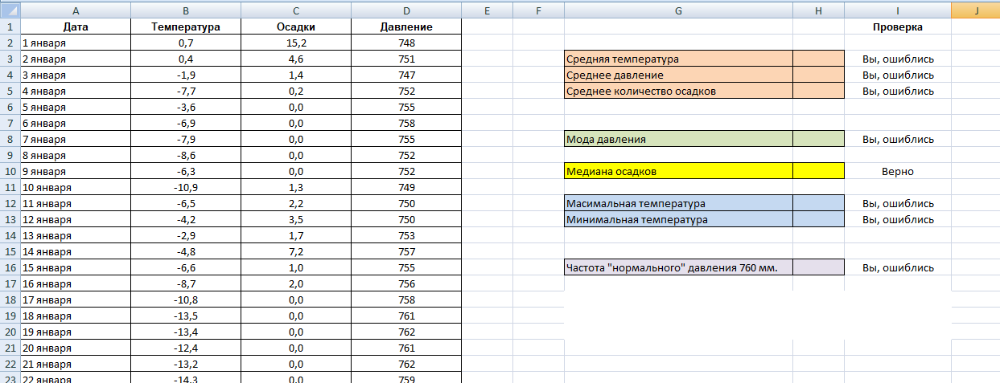 A B C D E F G H I J
1 Дата Температура Осадки Давление Проверка
2 1 января 0,7 15,2 748
3 2 января 0,4 4,6 751 Средняя температура Вы, ошиблись
4 3 января -1,9 1,4 747 Среднее давление Вы, ошиблись
5 4 января -7,7 0,2 752 Среднее количество осадков Вы, ошиблись
6 5 января -3,6 0,0 755
7 6 января -6,9 0,0 758
8 7 января -7,9 0,0 755 Мода давления Вы, ошиблись
9 8 января -8,6 0,0 752
10 9 января -6,3 0,0 752 Медиана осадков Верно
11 10 января -10,9 1,3 749
12 11 января -6,5 2,2 750 Масимальная температура Вы, ошиблись
13 12 января -4,2 3,5 750 Минимальная температура Вы, ошиблись
14 13 января -2,9 1,7 753
15 14 января -4,8 7,2 757
16 15 января -6,6 1,0 755 Частота "нормального" давления 760 мм. Вы, ошиблись
17 16 января -8,7 2,0 756
18 17 января -10,8 0,0 758
19 18 января -13,5 0,0 761
20 19 января -13,4 0,0 762
21 20 января -12,4 0,0 761
22 21 января -13,2 0,0 762
23 22 января -14,3 0,0 759